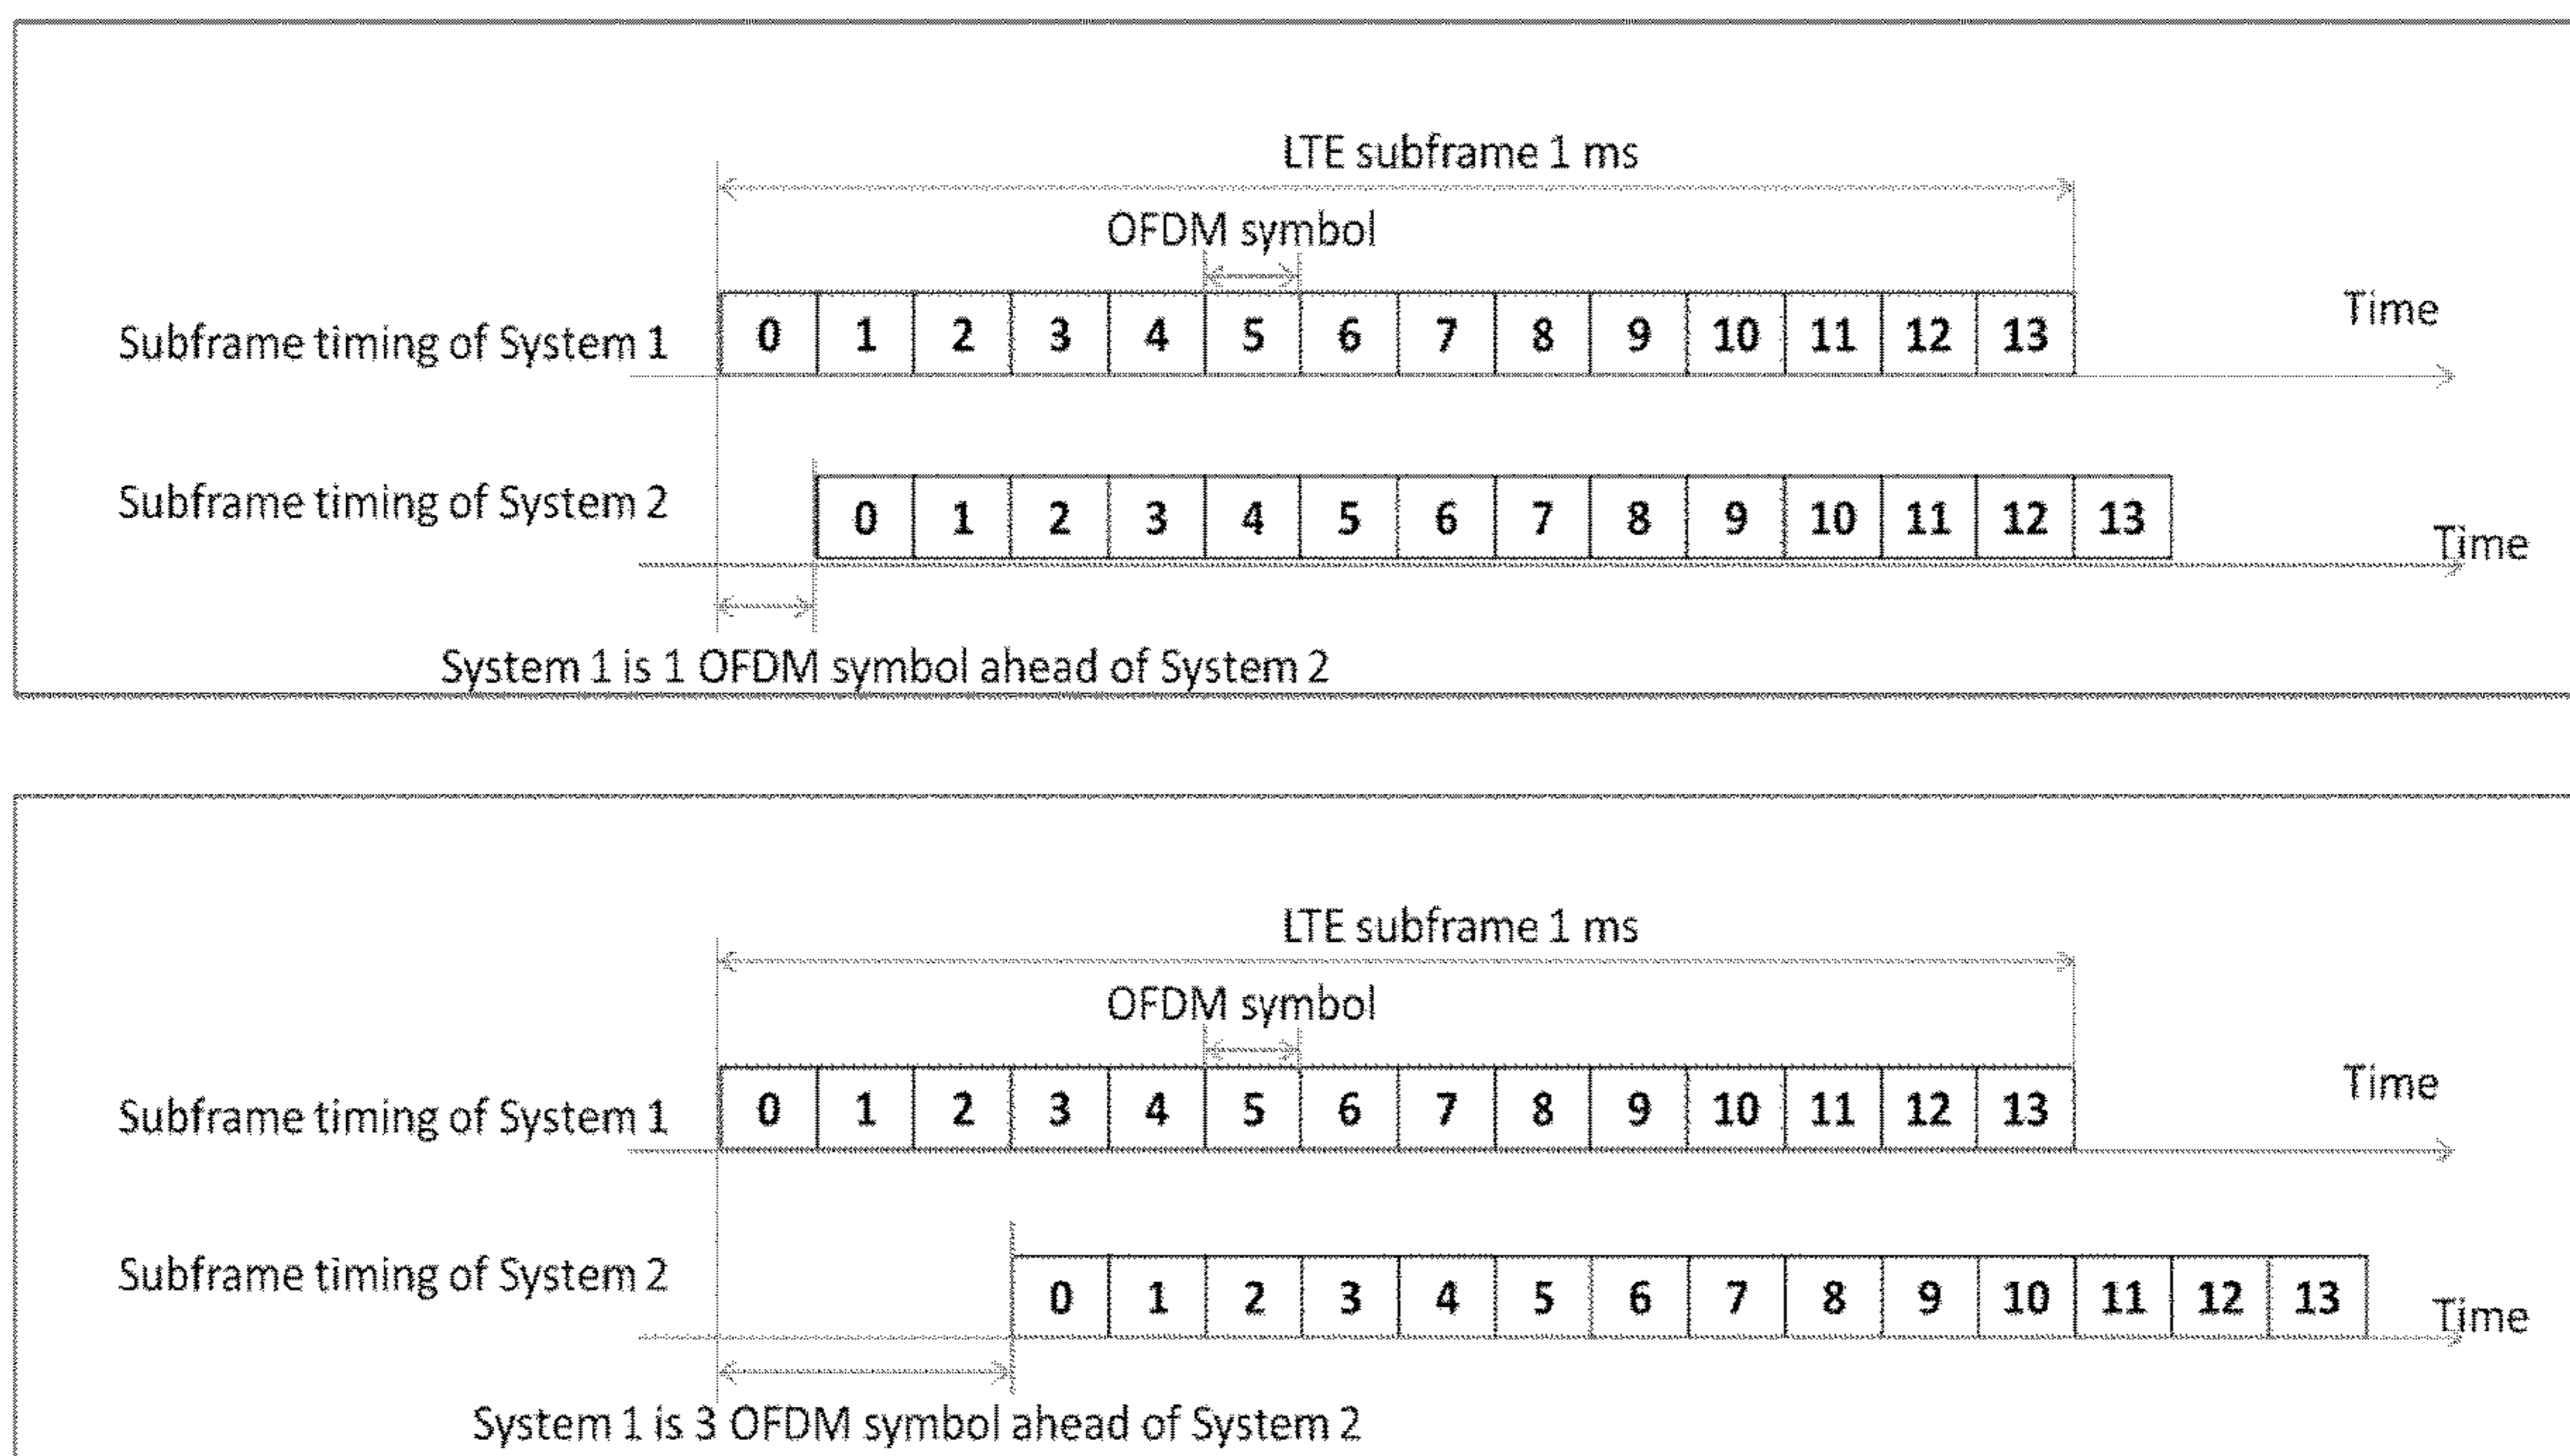 LTE subframe 1 ms
OFDM symbol
Subframe timing of System 1 0 1 2 3 4 5 6 7 8 9 10 11 12 13 Time
Subframe timing of System 2 0 1 2 3 4 5 6 7 8 9 10 11 12 13 Time
System 1 is 1 OFDM symbol ahead of System 2
LTE subframe 1 ms
OFDM symbol
Subframe timing of System 1 0 1 2 3 4 5 6 7 8 9 10 11 12 13 Time
Subframe timing of System 2 0 1 2 3 4 5 6 7 8 9 10 11 12 13 Time
System 1 is 3 OFDM symbol ahead of System 2